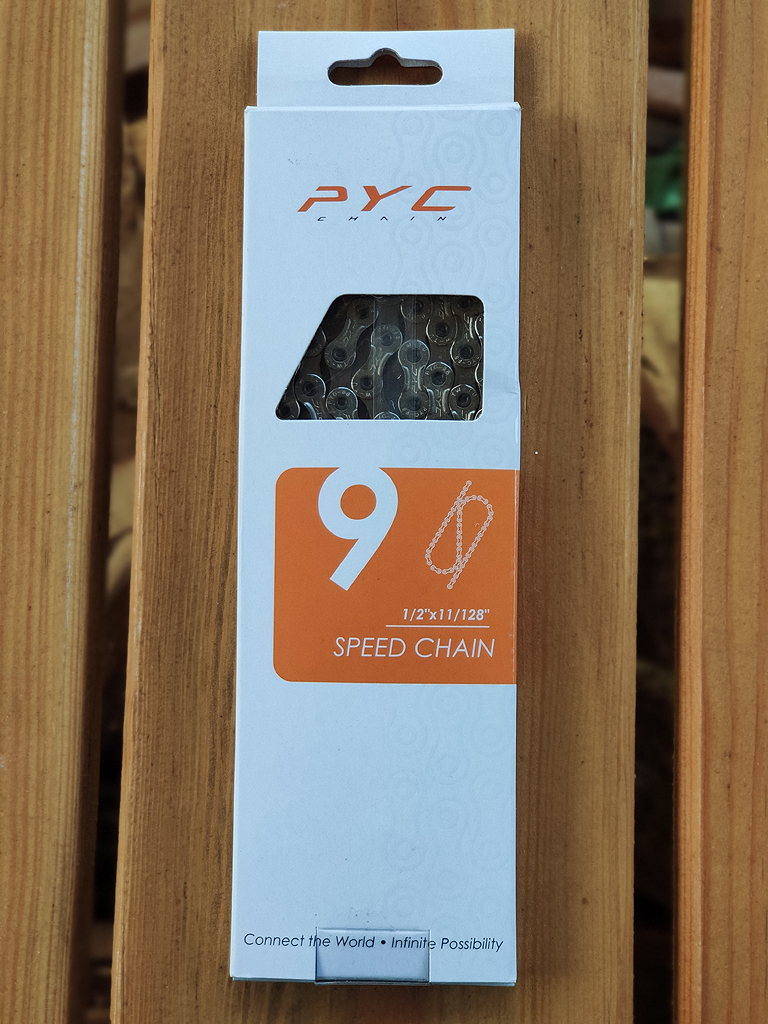 PYC
CHAIN
9
1/2"x11/128"
SPEED CHAIN
Connect the World • Infinite Possibility